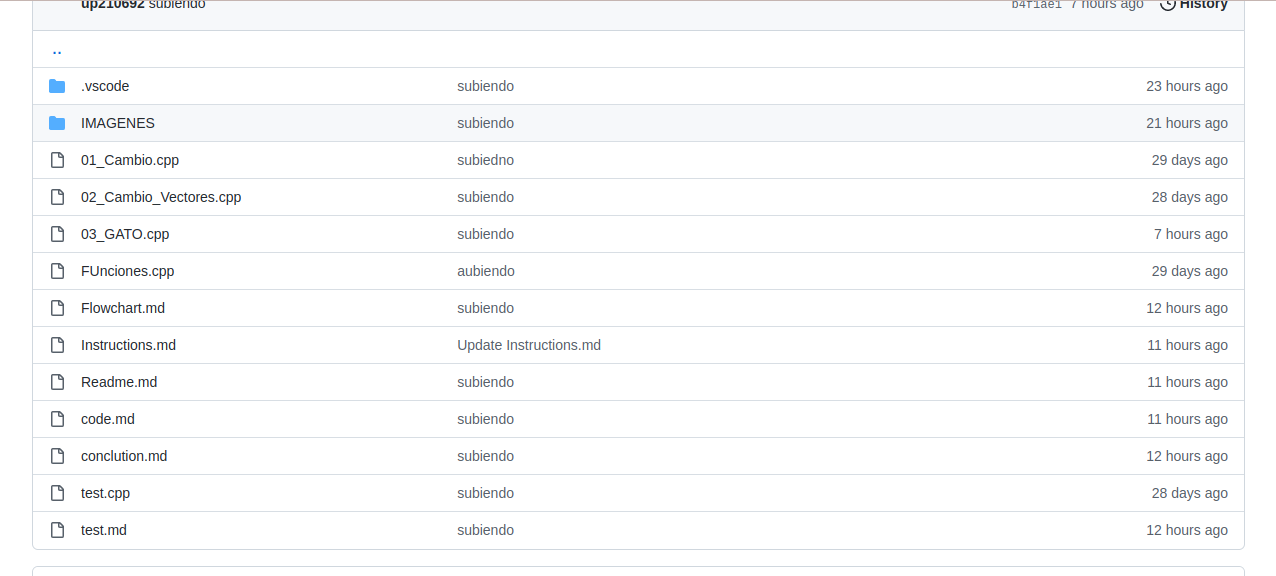 up210692 subiendo b4f1ae1 7 hours ago History
..
.vscode subiendo 23 hours ago
IMAGENES subiendo 21 hours ago
01_Cambio.cpp subiedno 29 days ago
02_Cambio_Vectores.cpp subiendo 28 days ago
03_GATO.cpp subiendo 7 hours ago
FUnciones.cpp aubiendo 29 days ago
Flowchart.md subiendo 12 hours ago
Instructions.md Update Instructions.md 11 hours ago
Readme.md subiendo 11 hours ago
code.md subiendo 11 hours ago
conclution.md subiendo 12 hours ago
test.cpp subiendo 28 days ago
test.md subiendo 12 hours ago